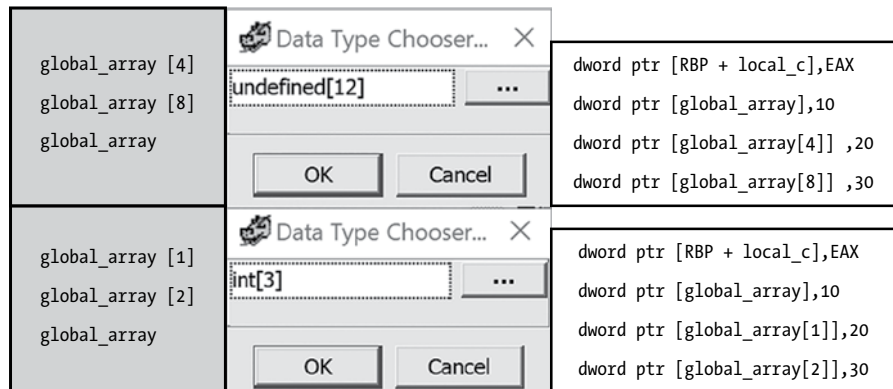 global_array [4]
global_array [8]
global_array
Data Type Chooser...
undefined[12]
...
OK Cancel
dword ptr [RBP + local_c],EAX
dword ptr [global_array],10
dword ptr [global_array[4]] ,20
dword ptr [global_array[8]] ,30
global_array [1]
global_array [2]
global_array
Data Type Chooser...
int[3]
...
OK Cancel
dword ptr [RBP + local_c],EAX
dword ptr [global_array],10
dword ptr [global_array[1]],20
dword ptr [global_array[2]],30